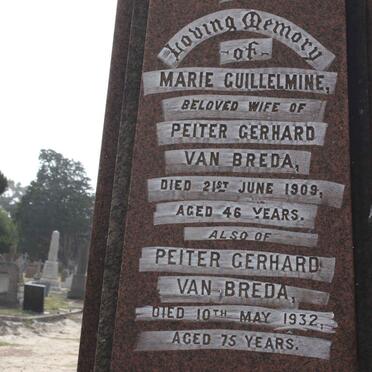 Loving Memory
of
MARIE GUILLELMINE,
BELOVED WIFE OF
PEITER GERHARD
VAN BREDA,
DIED 21ST JUNE 1909,
AGED 46 YEARS.
ALSO OF
PEITER GERHARD
VAN BREDA,
DIED 10TH MAY 1932,
AGED 75 YEARS.